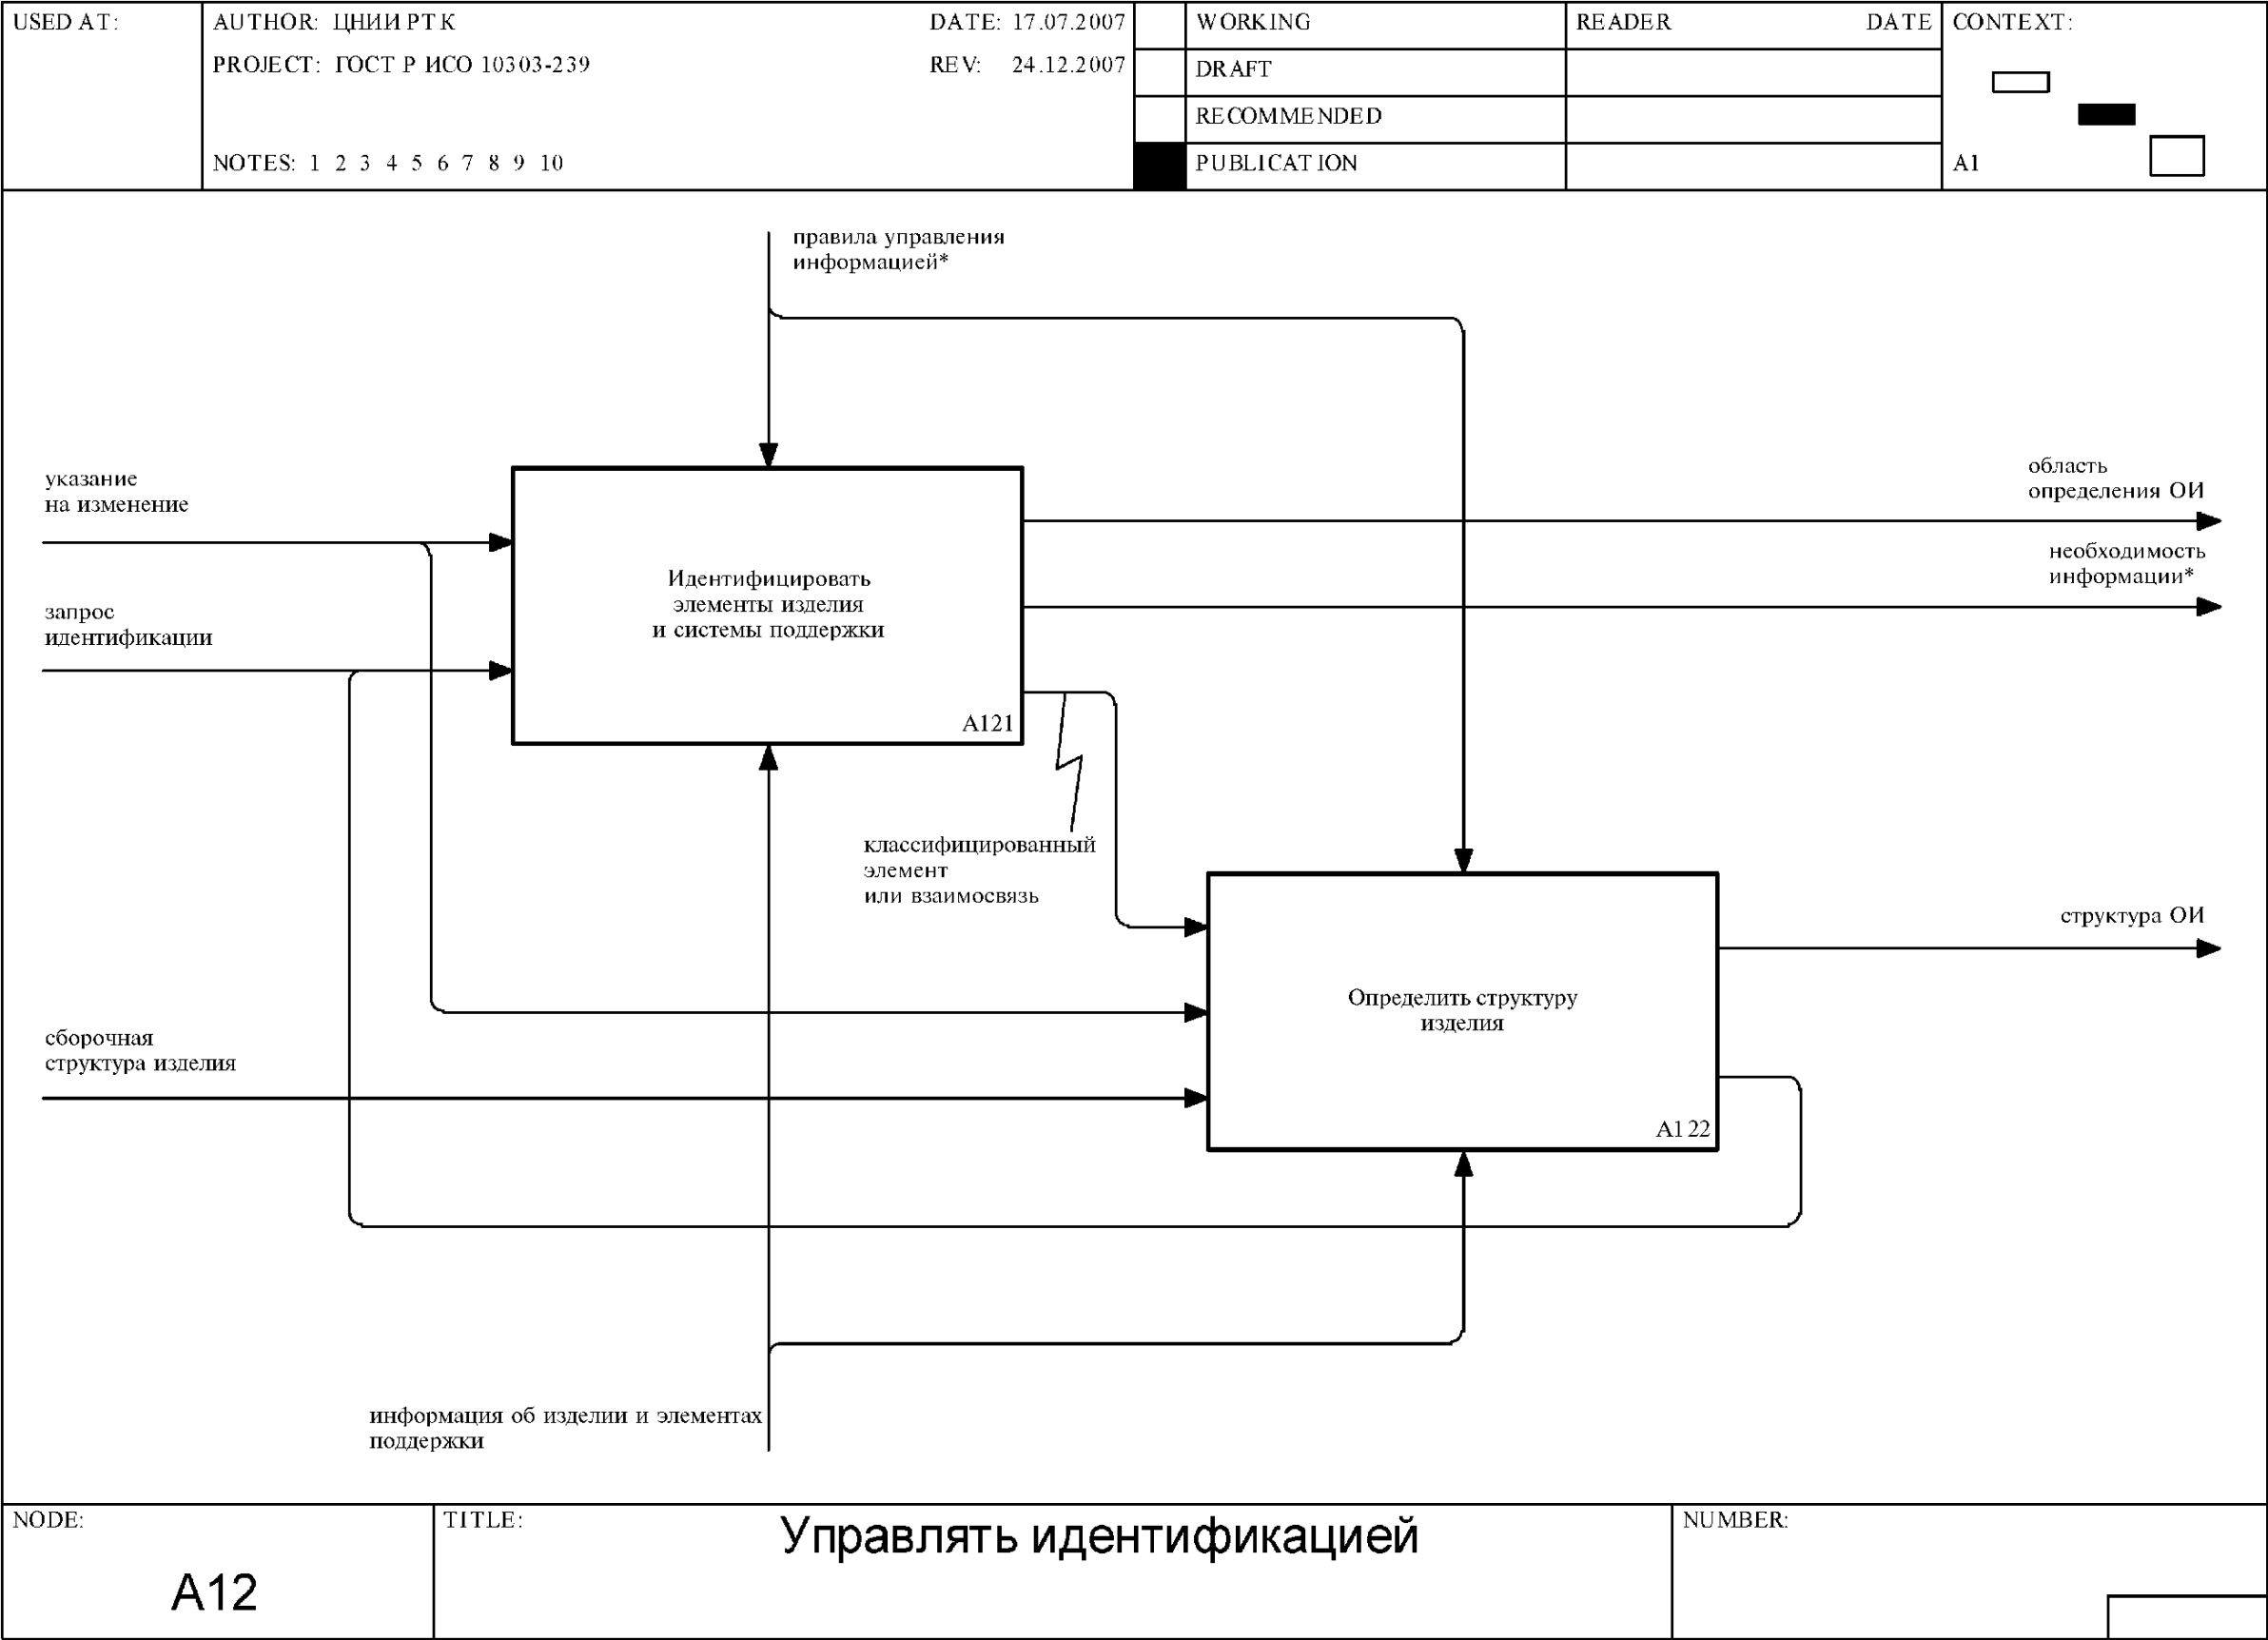 USED AT:
AUTHOR: ЦНИИ РТК
DATE: 17.07.2007
PROJECT: ГОСТ Р ИСО 10303-239
REV: 24.12.2007
NOTES: 1 2 3 4 5 6 7 8 9 10
WORKING
DRAFT
RECOMMENDED
PUBLICATION
READER DATE
CONTEXT:
A1
правила управления
информацией*
указание
на изменение
запрос
идентификации
Идентифицировать
элементы изделия
и системы поддержки
A121
область
определения ОИ
необходимость
информации*
классифицированный
элемент
или взаимосвязь
структура ОИ
Определить структуру
изделия
A122
сборочная
структура изделия
информация об изделии и элементах
поддержки
NODE:
A12
TITLE:
Управлять идентификацией
NUMBER: